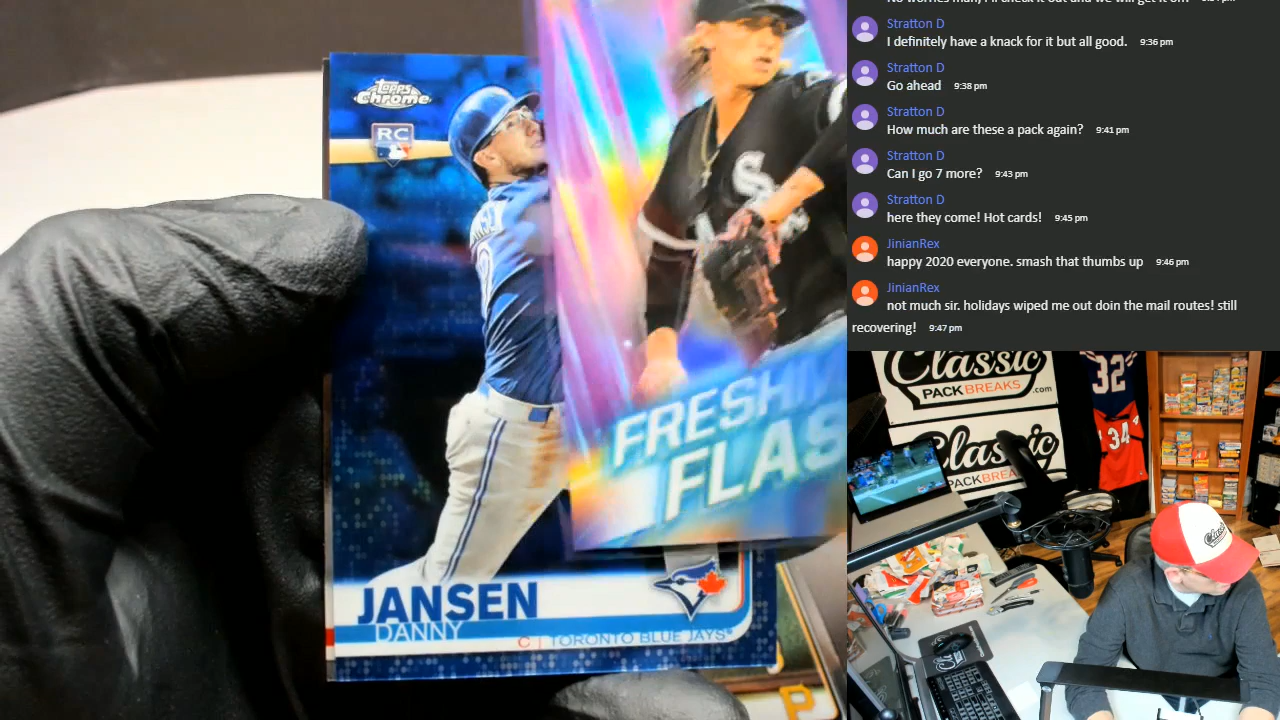 Topps
Chrome
RC
FRESHM
FLAS
JANSEN
DANNY
C | TORONTO BLUE JAYS
Stratton D
I definitely have a knack for it but all good. 9:36 pm
Stratton D
Go ahead 9:38 pm
Stratton D
How much are these a pack again? 9:41 pm
Stratton D
Can I go 7 more? 9:43 pm
Stratton D
here they come! Hot cards! 9:45 pm
JinianRex
happy 2020 everyone. smash that thumbs up 9:46 pm
JinianRex
not much sir. holidays wiped me out doin the mail routes! still
recovering! 9:47 pm
Classic
PACKBREAKS.com
Classic
PACKBREA
32
34
Classic
P